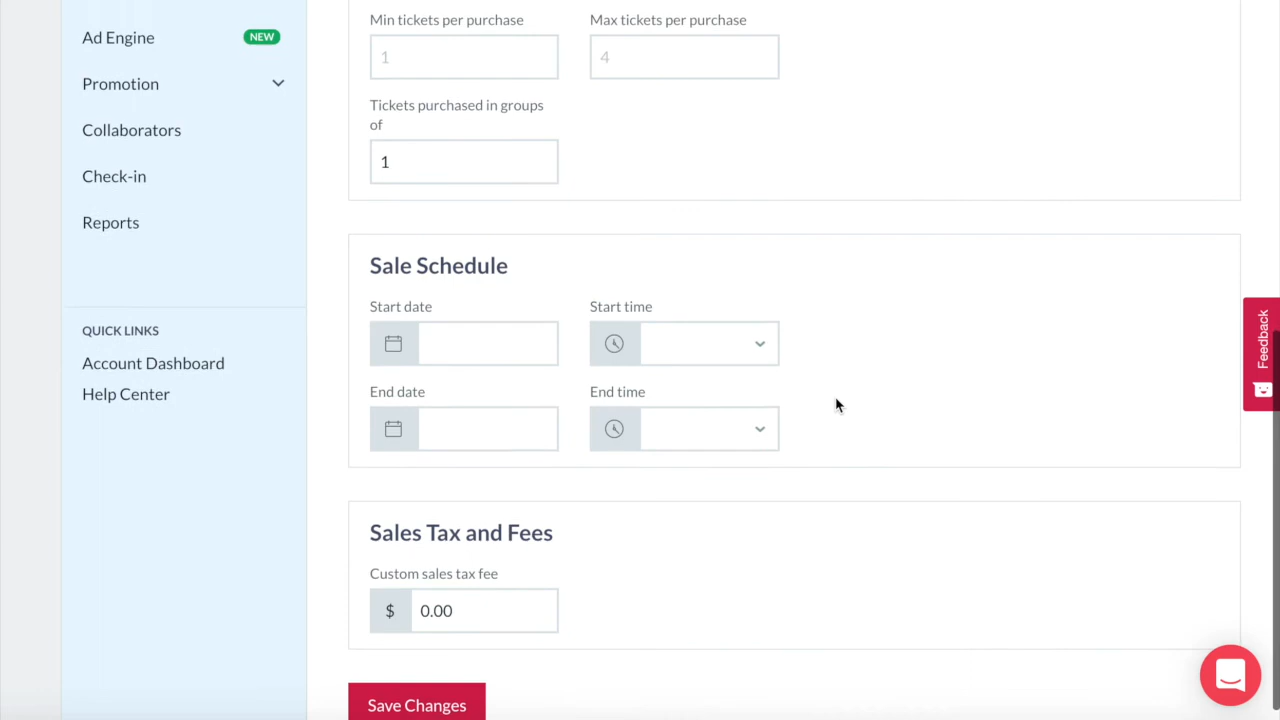 Ad Engine NEW
Promotion
Collaborators
Check-in
Reports
QUICK LINKS
Account Dashboard
Help Center
Min tickets per purchase Max tickets per purchase
1 4
Tickets purchased in groups
of
1
Sale Schedule
Start date Start time
End date End time
Sales Tax and Fees
Custom sales tax fee
$ 0.00
Save Changes
Feedback